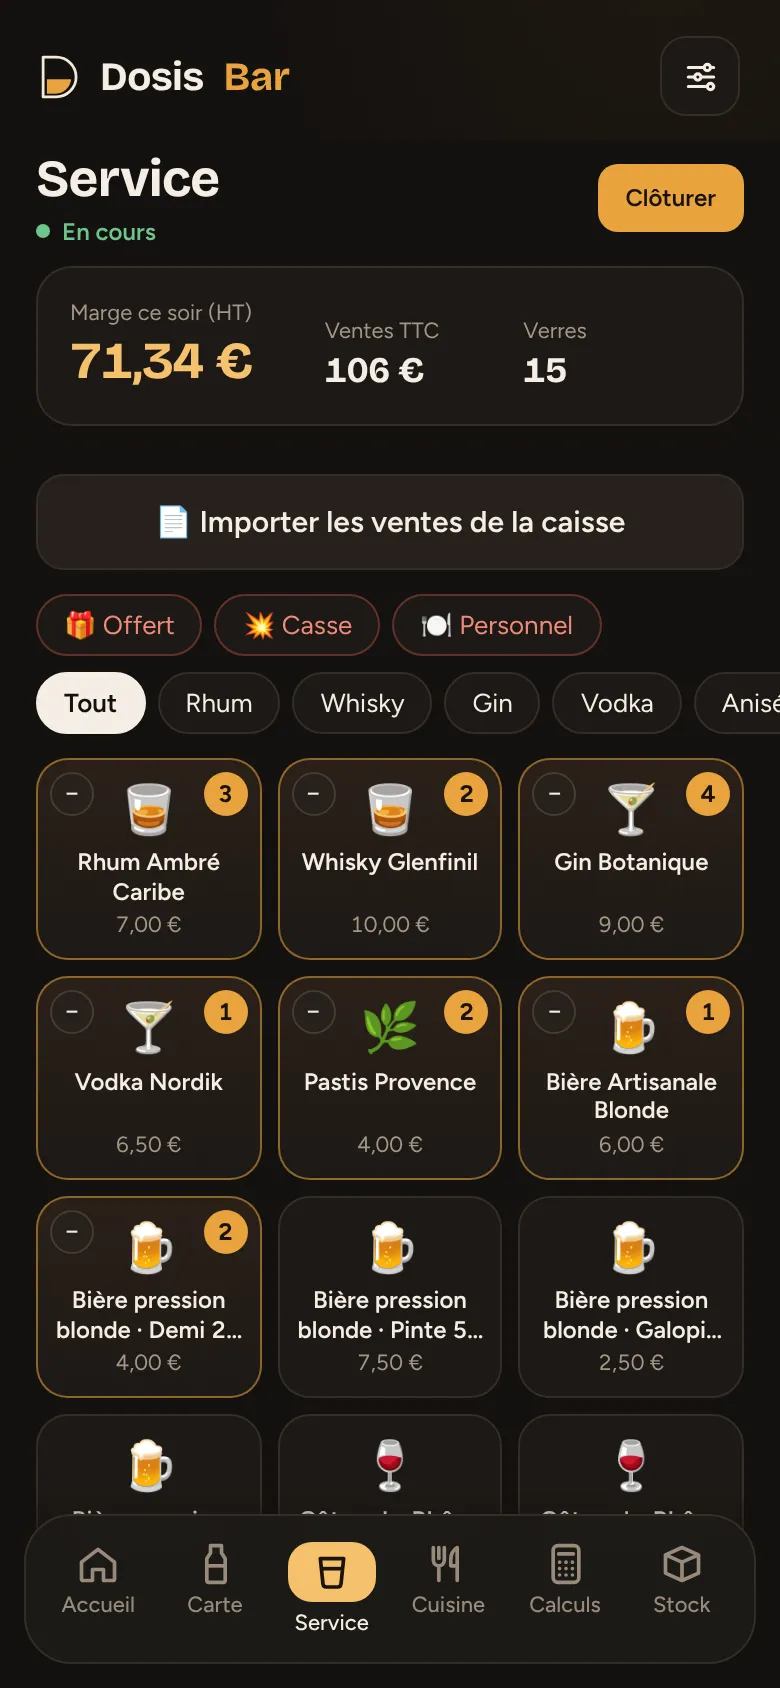 Dosis Bar
Service
Clôturer
En cours
Marge ce soir (HT)
71,34 €
Ventes TTC
106 €
Verres
15
Importer les ventes de la caisse
Offert
Casse
Personnel
Tout
Rhum
Whisky
Gin
Vodka
Anisé
−
3
Rhum Ambré
Caribe
7,00 €
−
2
Whisky Glenfinil
10,00 €
−
4
Gin Botanique
9,00 €
−
1
Vodka Nordik
6,50 €
−
2
Pastis Provence
4,00 €
−
1
Bière Artisanale
Blonde
6,00 €
−
2
Bière pression
blonde · Demi 2...
4,00 €
Bière pression
blonde · Pinte 5...
7,50 €
Bière pression
blonde · Galopi...
2,50 €
Accueil
Carte
Service
Cuisine
Calculs
Stock